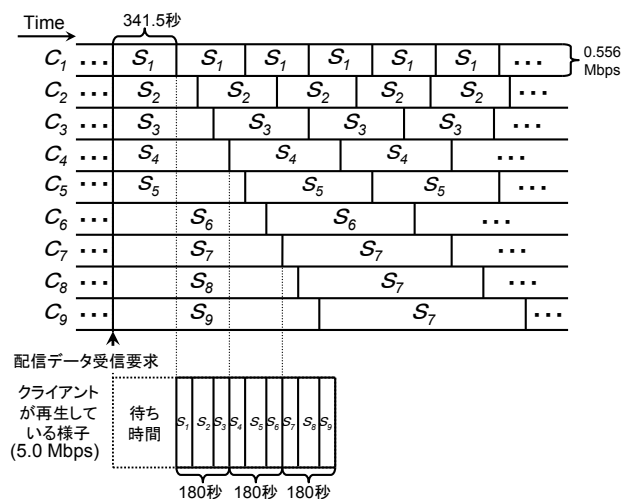 Time
341.5秒
C1 ··· S1 S1 S1 S1 S1 S1 ···
0.556
Mbps
C2 ··· S2 S2 S2 S2 S2 ···
C3 ··· S3 S3 S3 S3 ···
C4 ··· S4 S4 S4 ···
C5 ··· S5 S5 S5 ···
C6 ··· S6 S6 ···
C7 ··· S7 S7 ···
C8 ··· S8 S7 ···
C9 ··· S9 S7 ···
配信データ受信要求
クライアント
が再生して
いる様子
(5.0 Mbps)
待ち
時間
S1 S2 S3 S4 S5 S6 S7 S8 S9
180秒 180秒 180秒